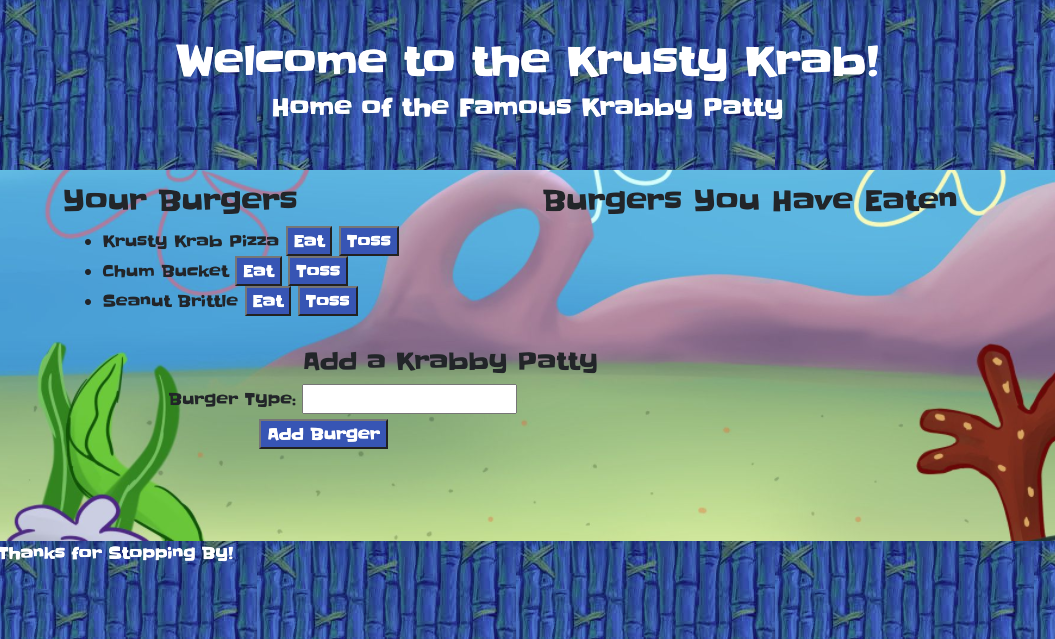 Welcome to the Krusty Krab!
Home of the Famous Krabby Patty
Your Burgers
Krusty Krab Pizza Eat Toss
Chum Bucket Eat Toss
Seanut Brittle Eat Toss
Burgers You Have Eaten
Add a Krabby Patty
Burger Type:
Add Burger
Thanks for Stopping By!